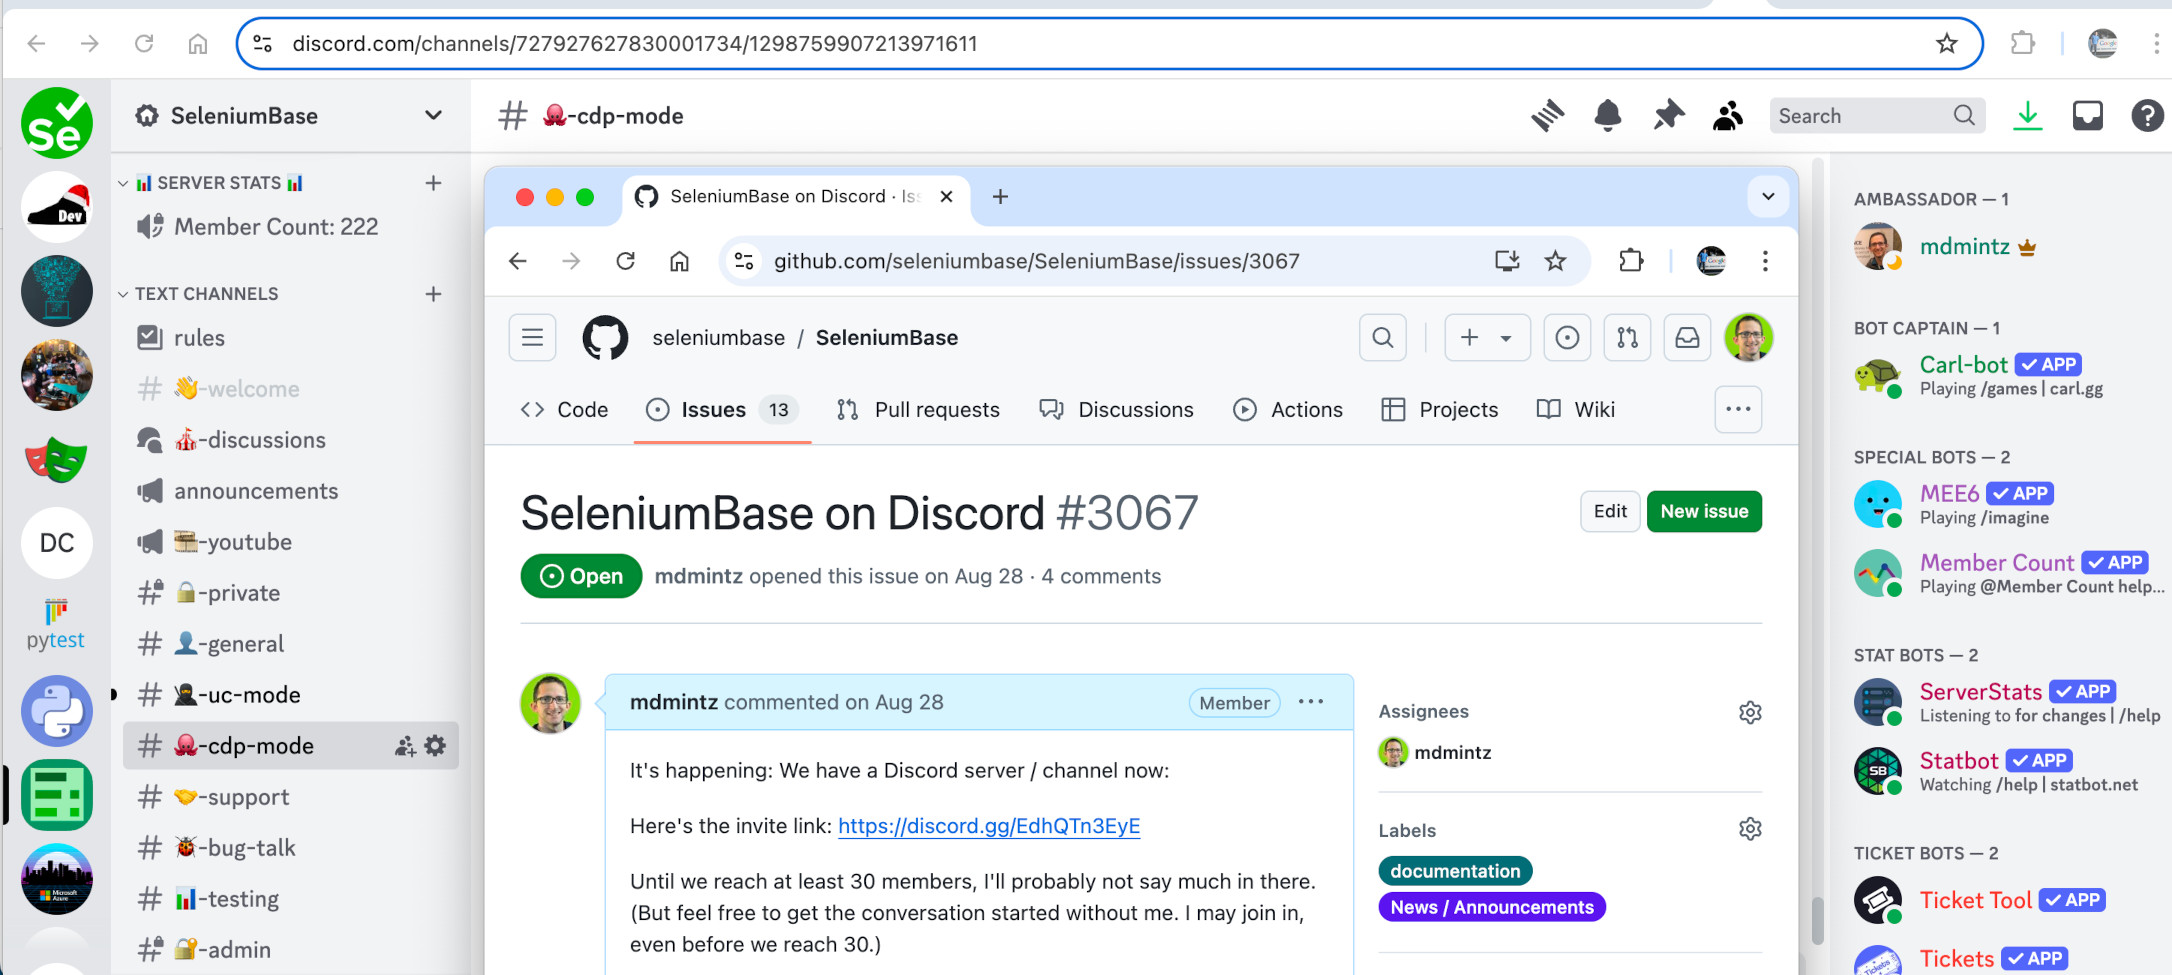 discord.com/channels/727927627830001734/1298759907213971611
SeleniumBase
-cdp-mode
Search
SERVER STATS
Member Count: 222
TEXT CHANNELS
rules
-welcome
-discussions
announcements
-youtube
-private
-general
-uc-mode
-cdp-mode
-support
-bug-talk
-testing
-admin
Se
Dev
DC
pytest
Microsoft
Azure
SeleniumBase on Discord · Iss
github.com/seleniumbase/SeleniumBase/issues/3067
seleniumbase / SeleniumBase
Code
Issues 13
Pull requests
Discussions
Actions
Projects
Wiki
SeleniumBase on Discord #3067
Edit
New issue
Open
mdmintz opened this issue on Aug 28 · 4 comments
mdmintz commented on Aug 28
Member
It's happening: We have a Discord server / channel now:
Here's the invite link: https://discord.gg/EdhQTn3EyE
Until we reach at least 30 members, I'll probably not say much in there.
(But feel free to get the conversation started without me. I may join in,
even before we reach 30.)
Assignees
mdmintz
Labels
documentation
News / Announcements
AMBASSADOR — 1
mdmintz
BOT CAPTAIN — 1
Carl-bot APP
Playing /games | carl.gg
SPECIAL BOTS — 2
MEE6 APP
Playing /imagine
Member Count APP
Playing @Member Count help...
STAT BOTS — 2
ServerStats APP
Listening to for changes | /help
SB
Statbot APP
Watching /help | statbot.net
TICKET BOTS — 2
Ticket Tool APP
Tickets APP
Tickets